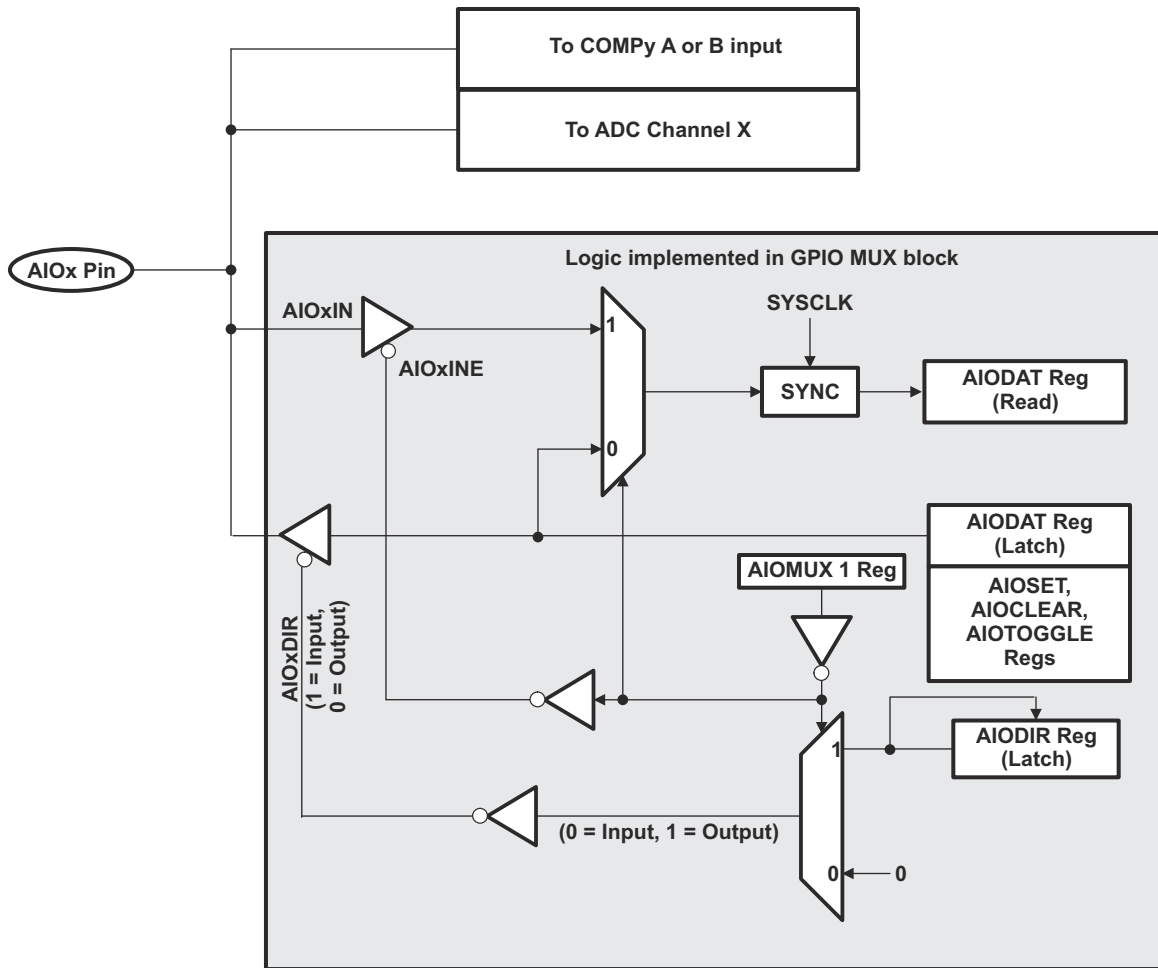 To COMPy A or B input
To ADC Channel X
AIOx Pin
Logic implemented in GPIO MUX block
AIOxIN
AIOxINE
1
0
SYSCLK
SYNC
AIODAT Reg
(Read)
AIODAT Reg
(Latch)
AIOSET,
AIOCLEAR,
AIOTOGGLE
Regs
AIOMUX 1 Reg
AIOxDIR
(1 = Input,
0 = Output)
1
AIODIR Reg
(Latch)
(0 = Input, 1 = Output)
0
0